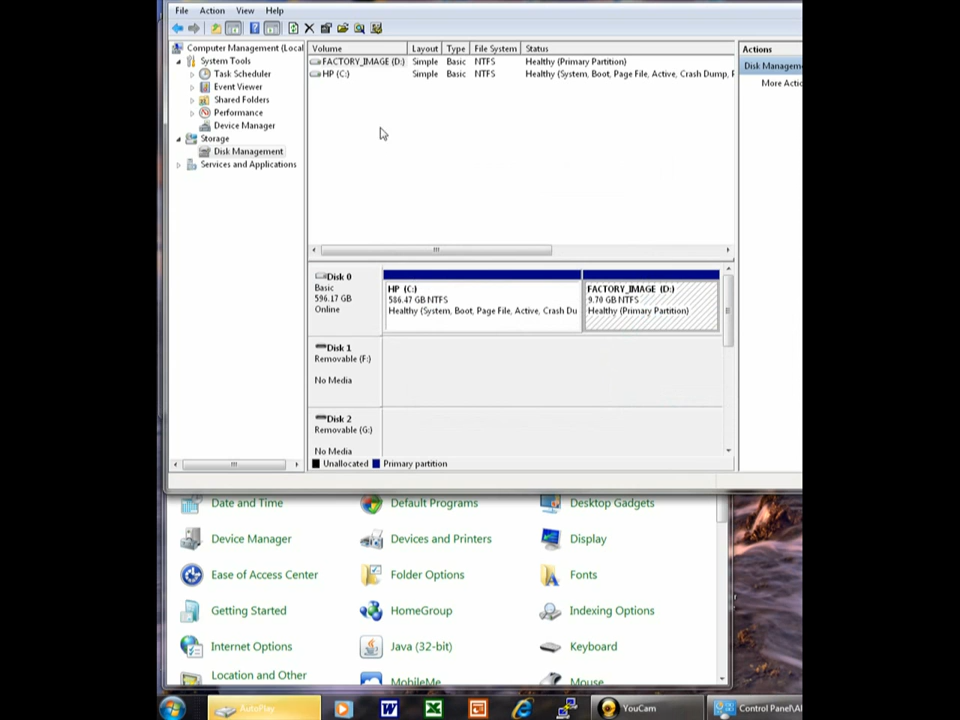 File Action View Help
Computer Management (Local
System Tools
Task Scheduler
Event Viewer
Shared Folders
Performance
Device Manager
Storage
Disk Management
Services and Applications
Volume Layout Type File System Status
FACTORY_IMAGE (D:) Simple Basic NTFS Healthy (Primary Partition)
HP (C:) Simple Basic NTFS Healthy (System, Boot, Page File, Active, Crash Dump, F
Actions
Disk Managem
More Actio
Disk 0
Basic
596.17 GB
Online
HP (C:)
586.47 GB NTFS
Healthy (System, Boot, Page File, Active, Crash Du
FACTORY_IMAGE (D:)
9.70 GB NTFS
Healthy (Primary Partition)
Disk 1
Removable (F:)
No Media
Disk 2
Removable (G:)
No Media
Unallocated Primary partition
Date and Time Default Programs Desktop Gadgets
Device Manager Devices and Printers Display
Ease of Access Center Folder Options Fonts
Getting Started HomeGroup Indexing Options
Internet Options Java (32-bit) Keyboard
Location and Other MobileMe Mouse
AutoPlay YouCam Control Panel\Al